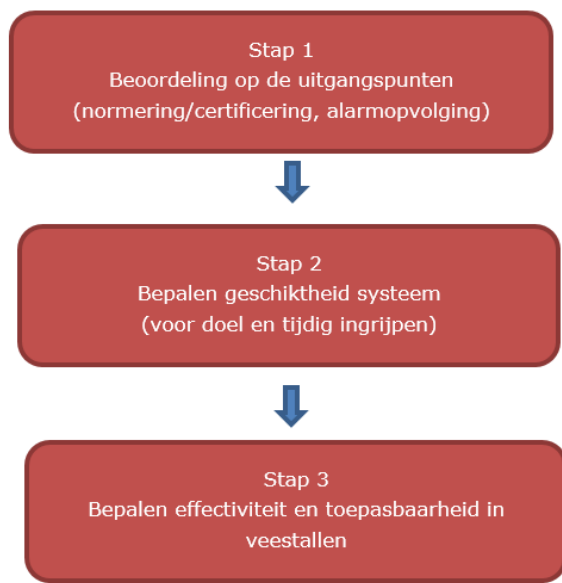 Stap 1
Beoordeling op de uitgangspunten
(normering/certificering, alarmopvolging)
Stap 2
Bepalen geschiktheid systeem
(voor doel en tijdig ingrijpen)
Stap 3
Bepalen effectiviteit en toepasbaarheid in
veestallen